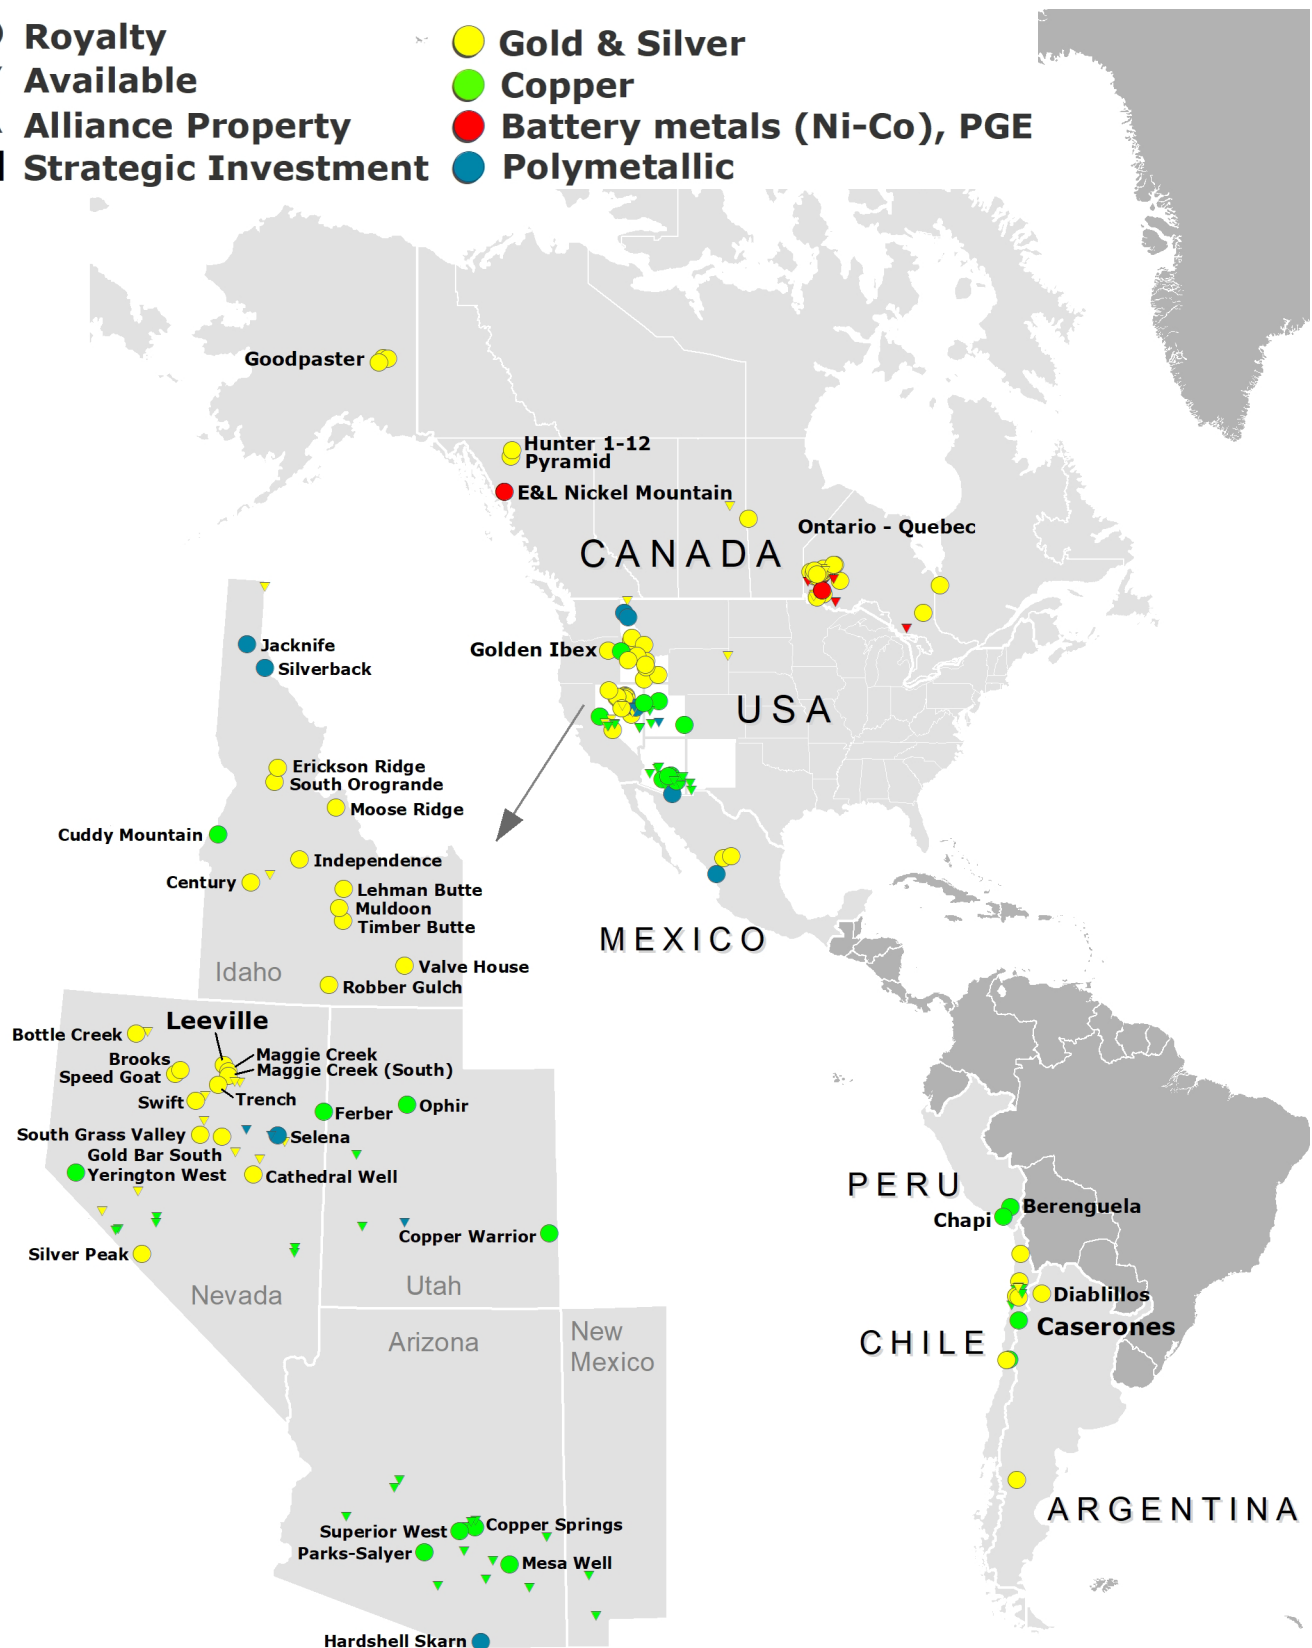 Royalty
Available
Alliance Property
Strategic Investment
Gold & Silver
Copper
Battery metals (Ni-Co), PGE
Polymetallic
Goodpaster
Hunter 1-12
Pyramid
E&L Nickel Mountain
Ontario - Quebec
CANADA
Golden Ibex
USA
MEXICO
Jacknife
Silverback
Erickson Ridge
South Orogrande
Moose Ridge
Cuddy Mountain
Independence
Century
Lehman Butte
Muldoon
Timber Butte
Valve House
Idaho
Robber Gulch
Leeville
Bottle Creek
Maggie Creek
Brooks
Maggie Creek (South)
Speed Goat
Trench
Swift
Ferber
Ophir
South Grass Valley
Selena
Gold Bar South
Yerington West
Cathedral Well
Copper Warrior
Silver Peak
Utah
Nevada
Arizona
New
Mexico
Superior West
Copper Springs
Parks-Salyer
Mesa Well
Hardshell Skarn
PERU
Berenguela
Chapi
Diablillos
Caserones
CHILE
ARGENTINA